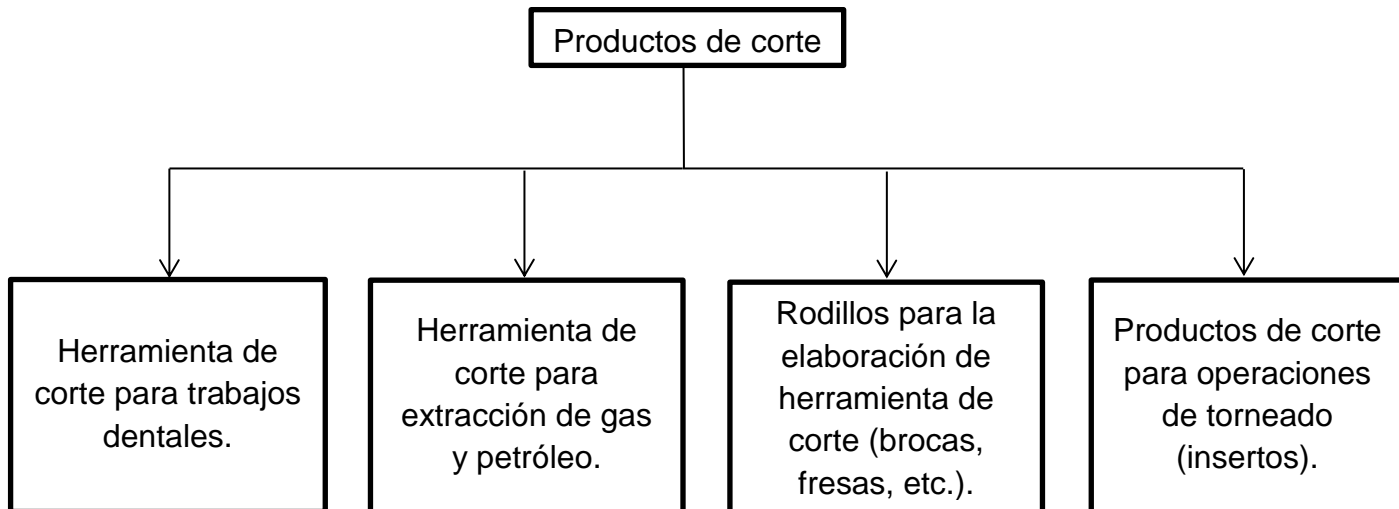 Productos de corte
Herramienta de
corte para trabajos
dentales.
Herramienta de
corte para
extracción de gas
y petróleo.
Rodillos para la
elaboración de
herramienta de
corte (brocas,
fresas, etc.).
Productos de corte
para operaciones
de torneado
(insertos).